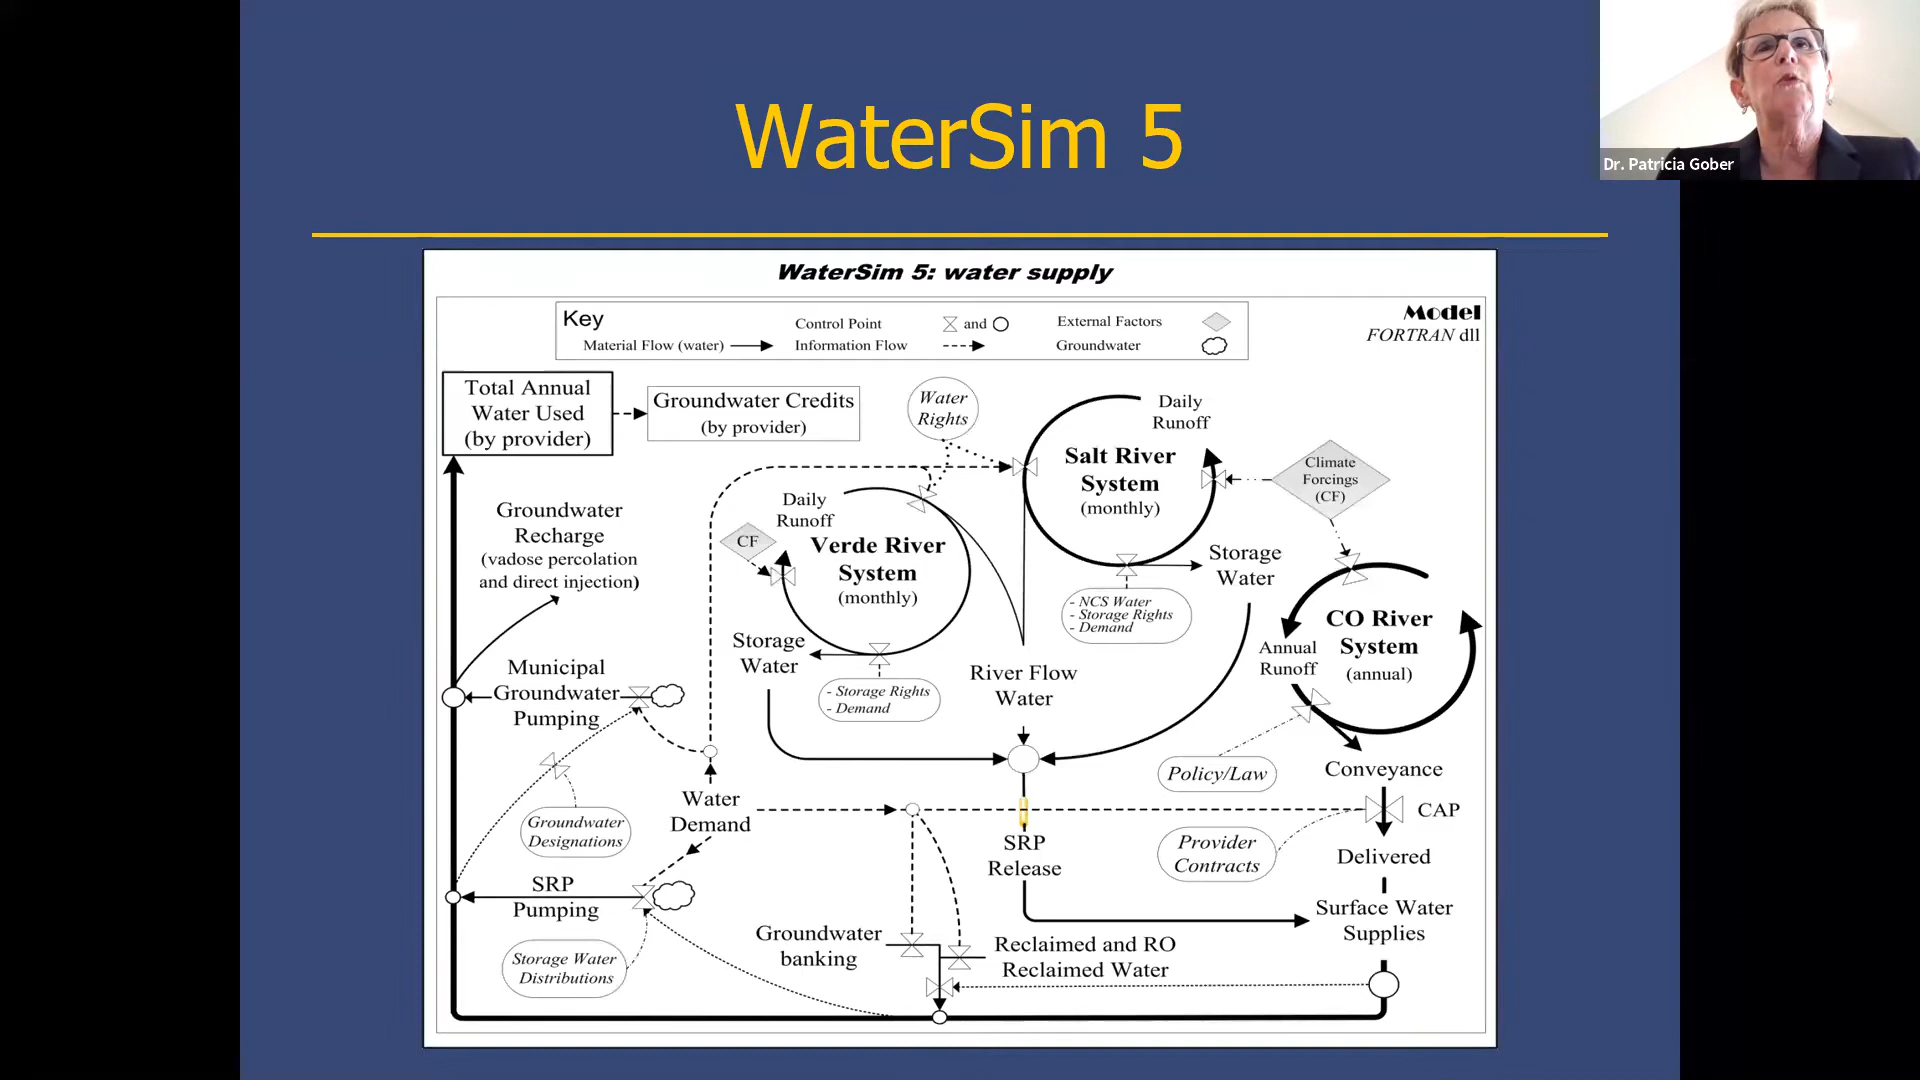 WaterSim 5
Dr. Patricia Gober
WaterSim 5: water supply
Key
Control Point
and
External Factors
Material Flow (water)
Information Flow
Groundwater
Model
FORTRAN dll
Total Annual
Water Used
(by provider)
Groundwater Credits
(by provider)
Water
Rights
Daily
Runoff
Salt River
System
(monthly)
Climate
Forcings
(CF)
Groundwater
Recharge
(vadose percolation
and direct injection)
Daily
Runoff
CF
Verde River
System
(monthly)
Storage
Water
- NCS Water
- Storage Rights
- Demand
CO River
System
(annual)
Annual
Runoff
Storage
Water
- Storage Rights
- Demand
River Flow
Water
Municipal
Groundwater
Pumping
Policy/Law
Conveyance
CAP
Water
Demand
Groundwater
Designations
SRP
Release
Provider
Contracts
Delivered
SRP
Pumping
Surface Water
Supplies
Storage Water
Distributions
Groundwater
banking
Reclaimed and RO
Reclaimed Water